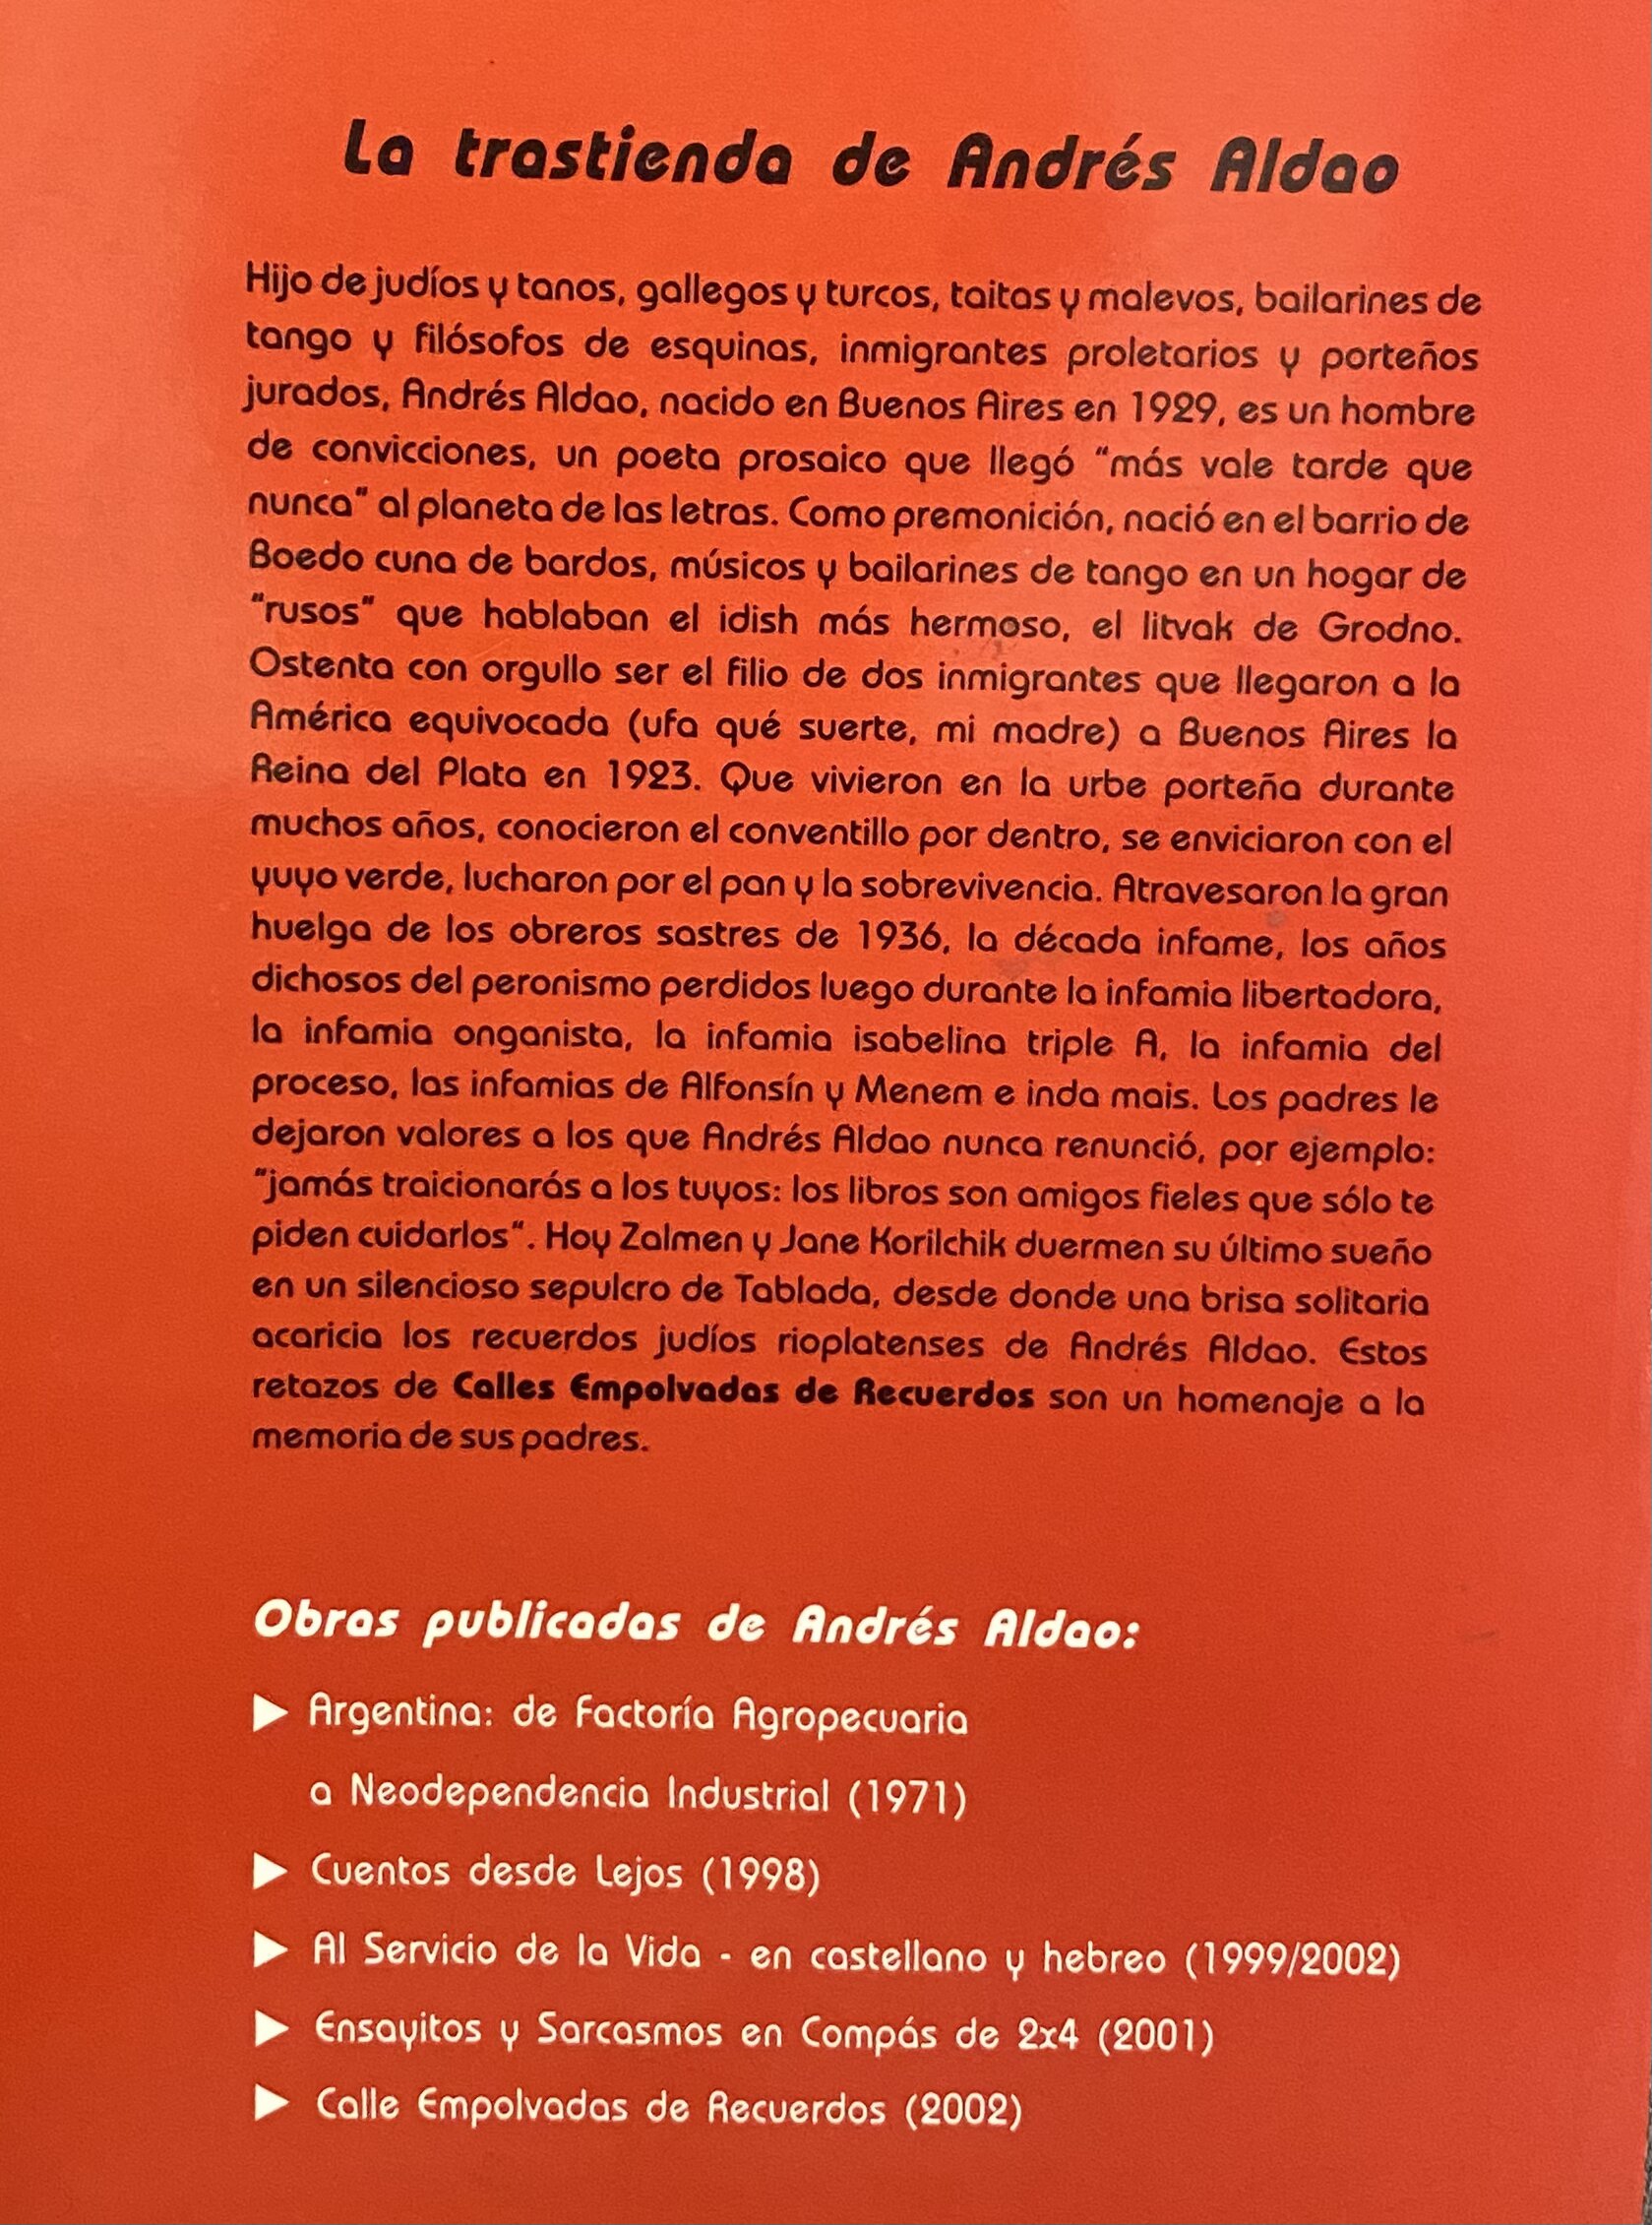 La trastienda de Andrés Aldao
Hijo de judíos y tanos, gallegos y turcos, taitas y malevos, bailarines de
tango y filósofos de esquinas, inmigrantes proletarios y porteños
jurados, Andrés Aldao, nacido en Buenos Aires en 1929, es un hombre
de convicciones, un poeta prosaico que llegó "más vale tarde que
nunca" al planeta de las letras. Como premonición, nació en el barrio de
Boedo cuna de bardos, músicos y bailarines de tango en un hogar de
"rusos" que hablaban el idish más hermoso, el litvak de Grodno.
Ostenta con orgullo ser el filio de dos inmigrantes que llegaron a la
América equivocada (ufa qué suerte, mi madre) a Buenos Aires la
Reina del Plata en 1923. Que vivieron en la urbe porteña durante
muchos años, conocieron el conventillo por dentro, se enviciaron con el
yuyo verde, lucharon por el pan y la sobrevivencia. Atravesaron la gran
huelga de los obreros sastres de 1936, la década infame, los años
dichosos del peronismo perdidos luego durante la infamia libertadora,
la infamia onganista, la infamia isabelina triple A, la infamia del
proceso, las infamias de Alfonsín y Menem e inda mais. Los padres le
dejaron valores a los que Andrés Aldao nunca renunció, por ejemplo:
"jamás traicionarás a los tuyos: los libros son amigos fieles que sólo te
piden cuidarlos". Hoy Zalmen y Jane Korilchik duermen su último sueño
en un silencioso sepulcro de Tablada, desde donde una brisa solitaria
acaricia los recuerdos judíos rioplatenses de Andrés Aldao. Estos
retazos de Calles Empolvadas de Recuerdos son un homenaje a la
memoria de sus padres.
Obras publicadas de Andrés Aldao:
▶ Argentina: de Factoría Agropecuaria
a Neodependencia Industrial (1971)
▶ Cuentos desde Lejos (1998)
▶ Al Servicio de la Vida - en castellano y hebreo (1999/2002)
▶ Ensayitos y Sarcasmos en Compás de 2x4 (2001)
▶ Calle Empolvadas de Recuerdos (2002)